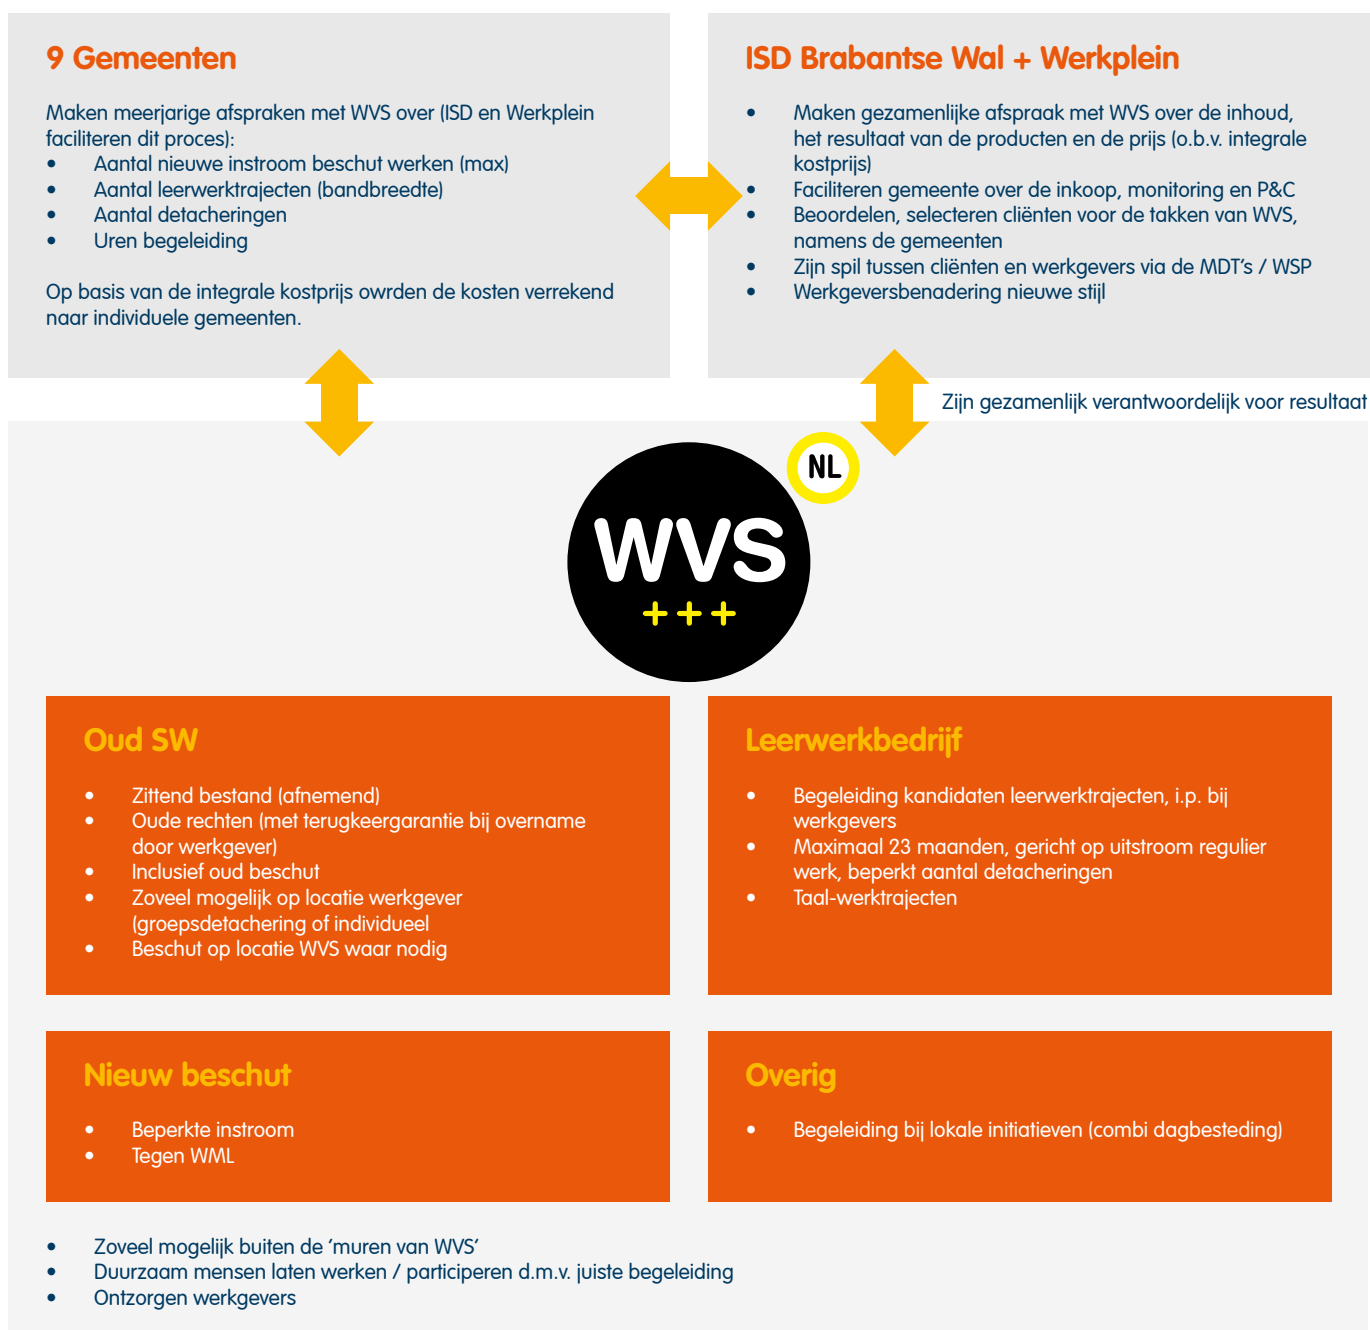 9 Gemeenten
Maken meerjarige afspraken met WVS over (ISD en Werkplein
faciliteren dit proces):
• Aantal nieuwe instroom beschut werken (max)
• Aantal leerwerktrajecten (bandbreedte)
• Aantal detacheringen
• Uren begeleiding
Op basis van de integrale kostprijs owrden de kosten verrekend
naar individuele gemeenten.
ISD Brabantse Wal + Werkplein
• Maken gezamenlijke afspraak met WVS over de inhoud,
het resultaat van de producten en de prijs (o.b.v. integrale
kostprijs)
• Faciliteren gemeente over de inkoop, monitoring en P&C
• Beoordelen, selecteren cliënten voor de takken van WVS,
namens de gemeenten
• Zijn spil tussen cliënten en werkgevers via de MDT's / WSP
• Werkgeversbenadering nieuwe stijl
Zijn gezamenlijk verantwoordelijk voor resultaat
NL
WVS
+++
Oud SW
• Zittend bestand (afnemend)
• Oude rechten (met terugkeergarantie bij overname
door werkgever)
• Inclusief oud beschut
• Zoveel mogelijk op locatie werkgever
(groepsdetachering of individueel
• Beschut op locatie WVS waar nodig
Leerwerkbedrijf
• Begeleiding kandidaten leerwerktrajecten, i.p. bij
werkgevers
• Maximaal 23 maanden, gericht op uitstroom regulier
werk, beperkt aantal detacheringen
• Taal-werktrajecten
Nieuw beschut
• Beperkte instroom
• Tegen WML
Overig
• Begeleiding bij lokale initiatieven (combi dagbesteding)
• Zoveel mogelijk buiten de 'muren van WVS'
• Duurzaam mensen laten werken / participeren d.m.v. juiste begeleiding
• Ontzorgen werkgevers